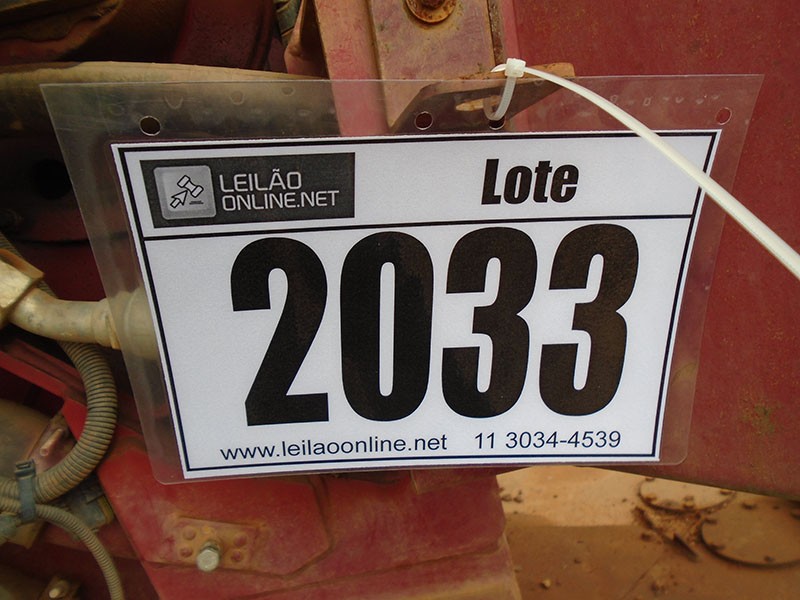 LEILÃO
ONLINE.NET
Lote
2033
www.leilaoonline.net 11 3034-4539